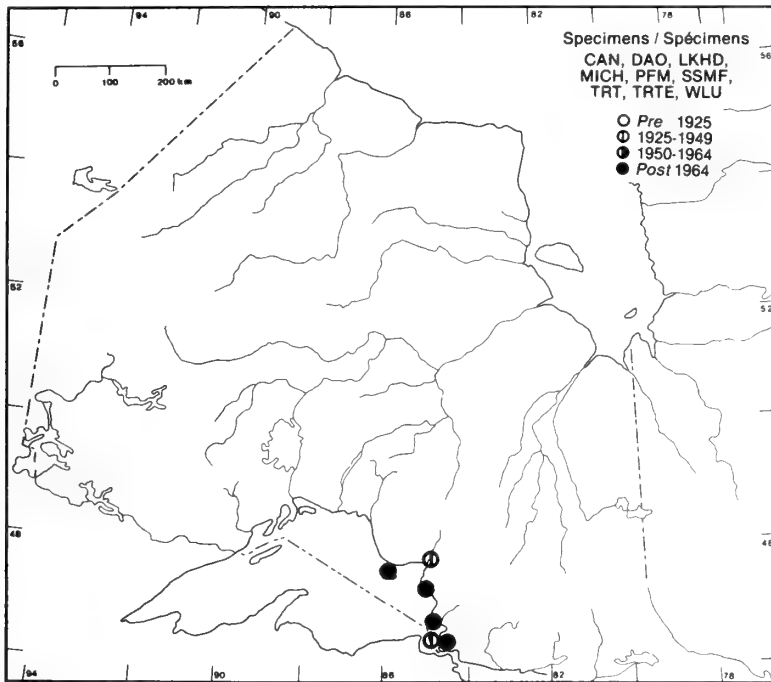 94
90
86
82
78
56
56
Specimens / Spécimens
CAN, DAO, LKHD,
MICH, PFM, SSMF,
TRT, TRTE, WLU
0 100 200 km
Pre 1925
1925-1949
1950-1964
Post 1964
52
52
48
48
94
90
86
82
78